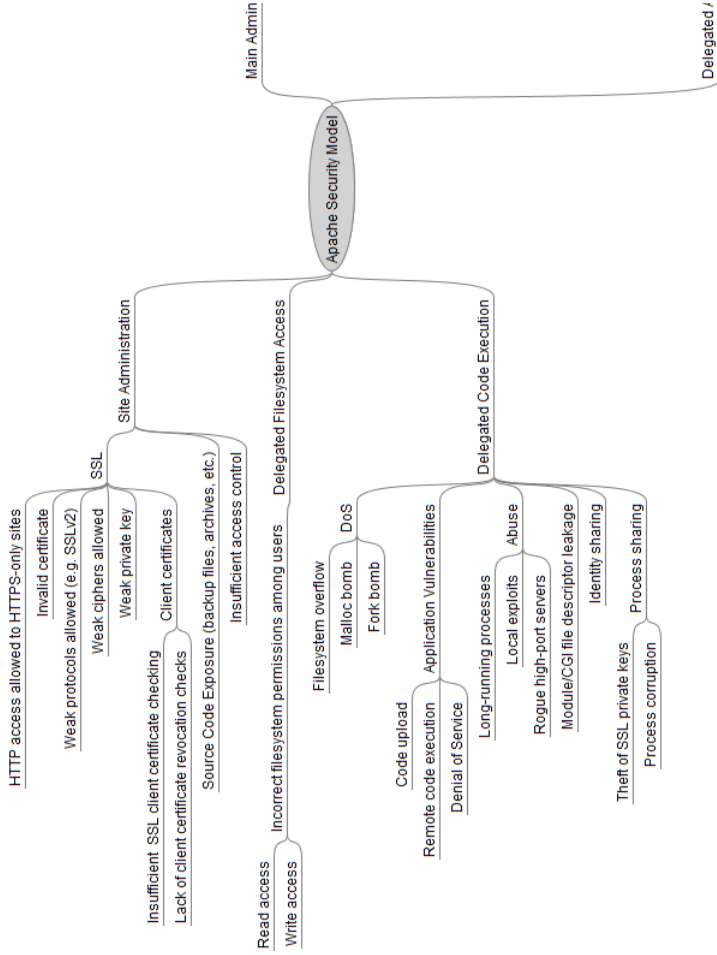 Main Admin
Delegated A
Apache Security Model
Site Administration
SSL
HTTP access allowed to HTTPS-only sites
Invalid certificate
Weak protocols allowed (e.g. SSLv2)
Weak ciphers allowed
Weak private key
Client certificates
Insufficient SSL client certificate checking
Lack of client certificate revocation checks
Source Code Exposure (backup files, archives, etc.)
Insufficient access control
Delegated Filesystem Access
Incorrect filesystem permissions among users
Read access
Write access
Delegated Code Execution
DoS
Filesystem overflow
Malloc bomb
Fork bomb
Application Vulnerabilities
Code upload
Remote code execution
Denial of Service
Abuse
Long-running processes
Local exploits
Rogue high-port servers
Module/CGI file descriptor leakage
Identity sharing
Process sharing
Theft of SSL private keys
Process corruption